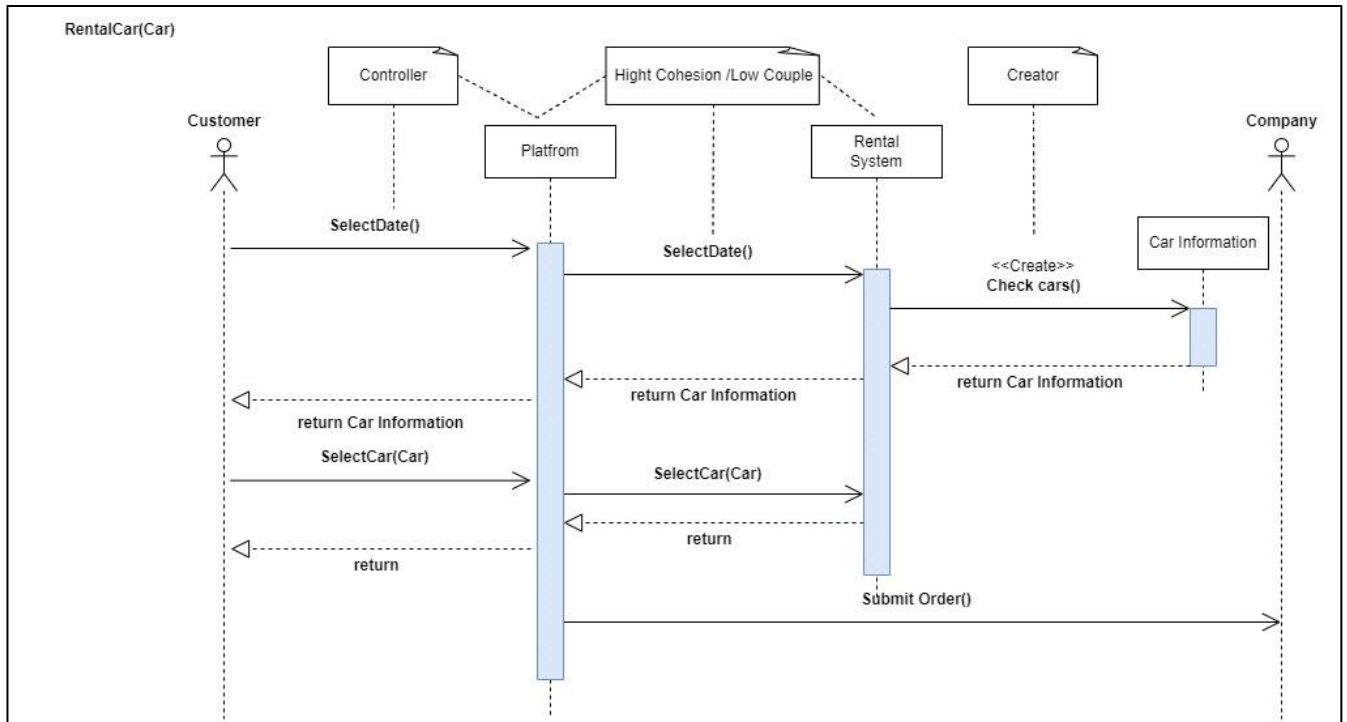 RentalCar(Car)
Controller
Hight Cohesion /Low Couple
Creator
Customer
Platfrom
Rental
System
Company
SelectDate()
SelectDate()
Car Information
<<Create>>
Check cars()
return Car Information
return Car Information
return Car Information
SelectCar(Car)
SelectCar(Car)
return
return
Submit Order()